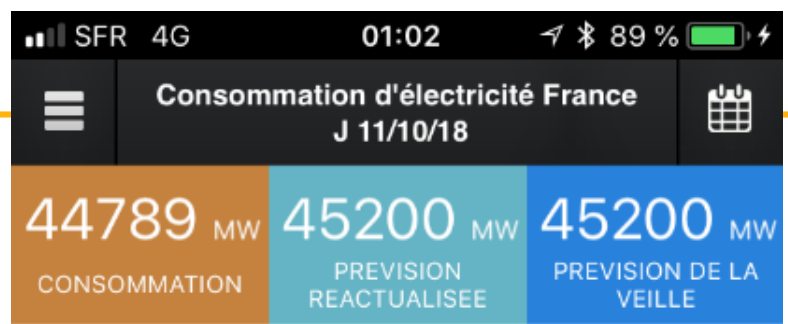 SFR 4G 01:02 89 %
Consommation d'électricité France
J 11/10/18
44789 MW 45200 MW 45200 MW
CONSOMMATION PREVISION REACTUALISEE PREVISION DE LA VEILLE